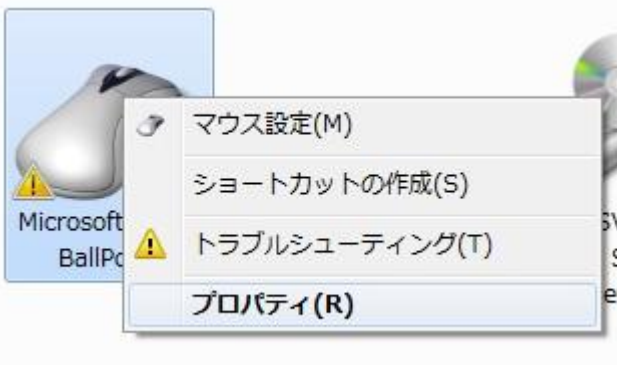 マウス設定(M)
ショートカットの作成(S)
トラブルシューティング(T)
プロパティ(R)
Microsoft
BallPo